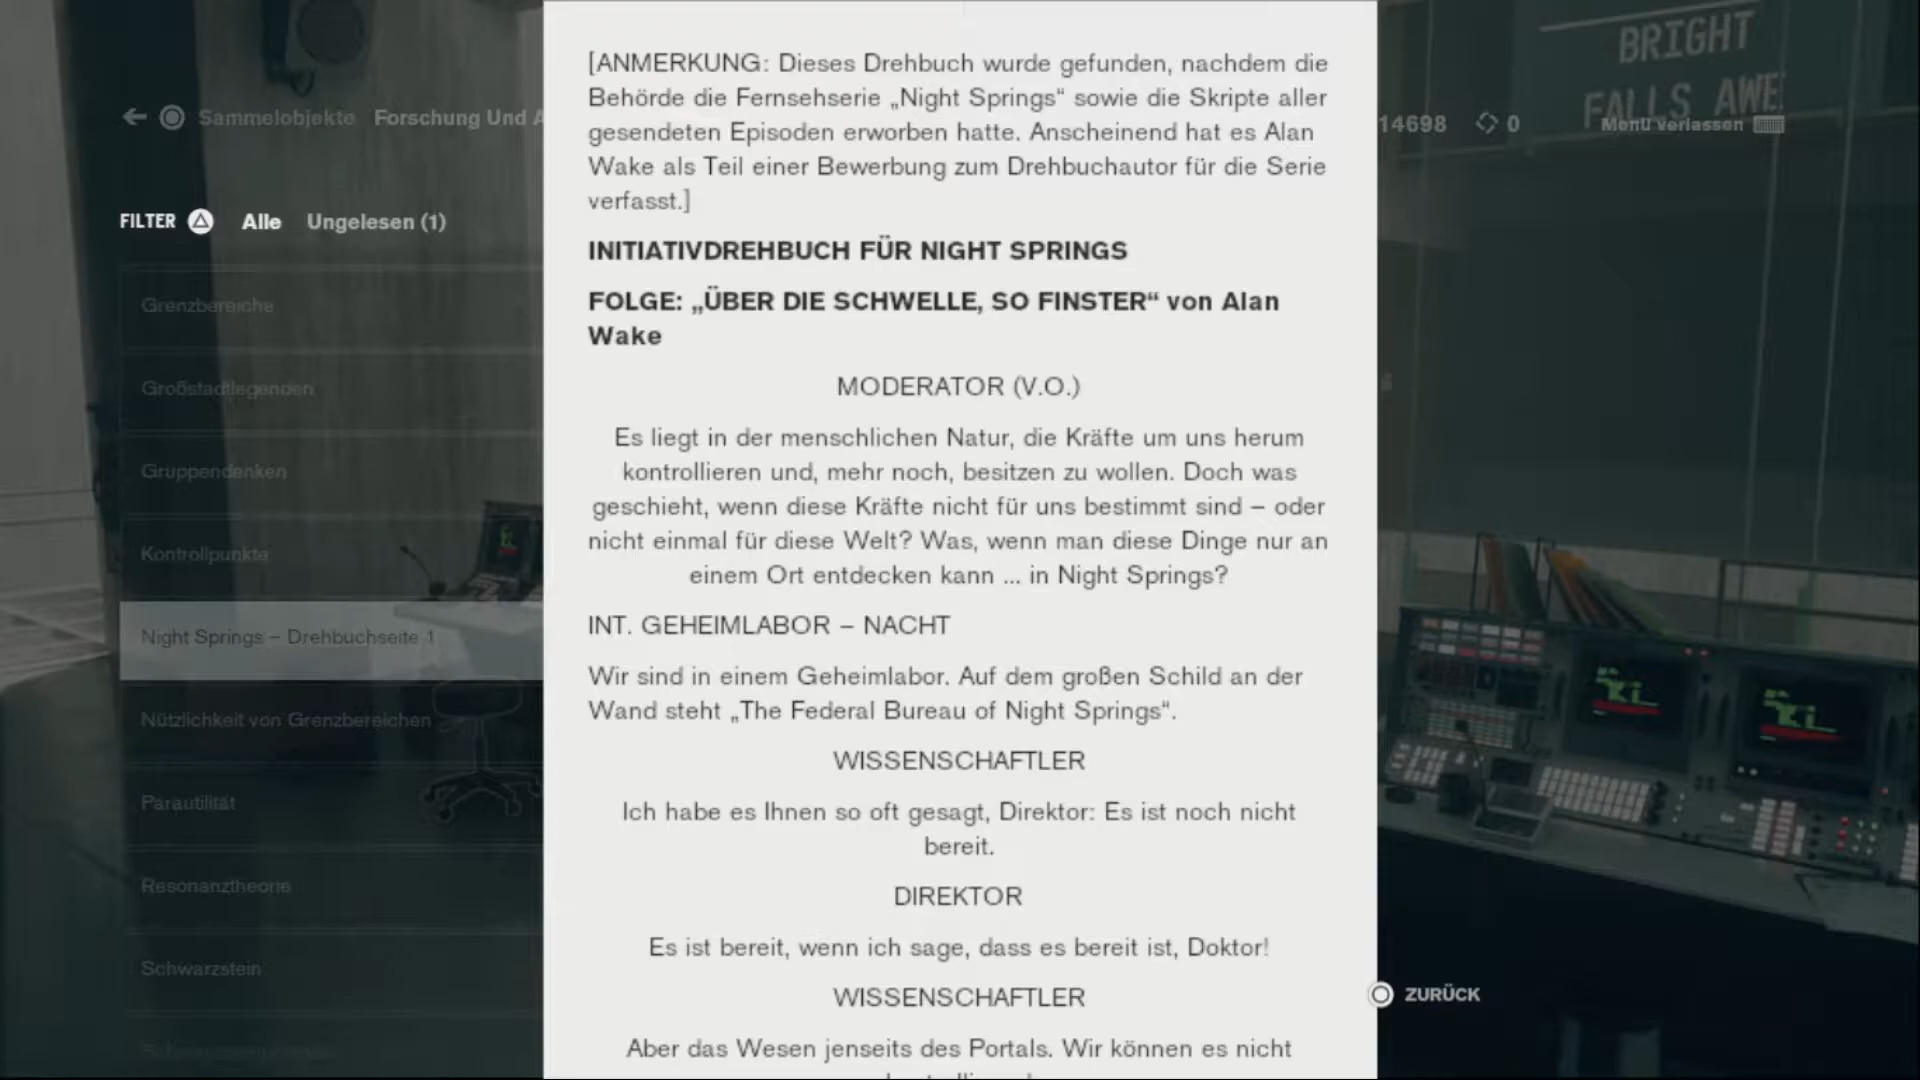 BRIGHT
FALLS AWE
Sammelobjekte Forschung Und A
14698 0 Menü verlassen
FILTER Alle Ungelesen (1)
Grenzbereiche
Großstadtlegenden
Gruppendenken
Kontrollpunkte
Night Springs – Drehbuchseite 1
Nützlichkeit von Grenzbereichen
Parautilität
Resonanztheorie
Schwarzstein
[ANMERKUNG: Dieses Drehbuch wurde gefunden, nachdem die
Behörde die Fernsehserie „Night Springs“ sowie die Skripte aller
gesendeten Episoden erworben hatte. Anscheinend hat es Alan
Wake als Teil einer Bewerbung zum Drehbuchautor für die Serie
verfasst.]
INITIATIVDREHBUCH FÜR NIGHT SPRINGS
FOLGE: „ÜBER DIE SCHWELLE, SO FINSTER“ von Alan
Wake
MODERATOR (V.O.)
Es liegt in der menschlichen Natur, die Kräfte um uns herum
kontrollieren und, mehr noch, besitzen zu wollen. Doch was
geschieht, wenn diese Kräfte nicht für uns bestimmt sind – oder
nicht einmal für diese Welt? Was, wenn man diese Dinge nur an
einem Ort entdecken kann ... in Night Springs?
INT. GEHEIMLABOR – NACHT
Wir sind in einem Geheimlabor. Auf dem großen Schild an der
Wand steht „The Federal Bureau of Night Springs“.
WISSENSCHAFTLER
Ich habe es Ihnen so oft gesagt, Direktor: Es ist noch nicht
bereit.
DIREKTOR
Es ist bereit, wenn ich sage, dass es bereit ist, Doktor!
WISSENSCHAFTLER
Aber das Wesen jenseits des Portals. Wir können es nicht
ZURÜCK